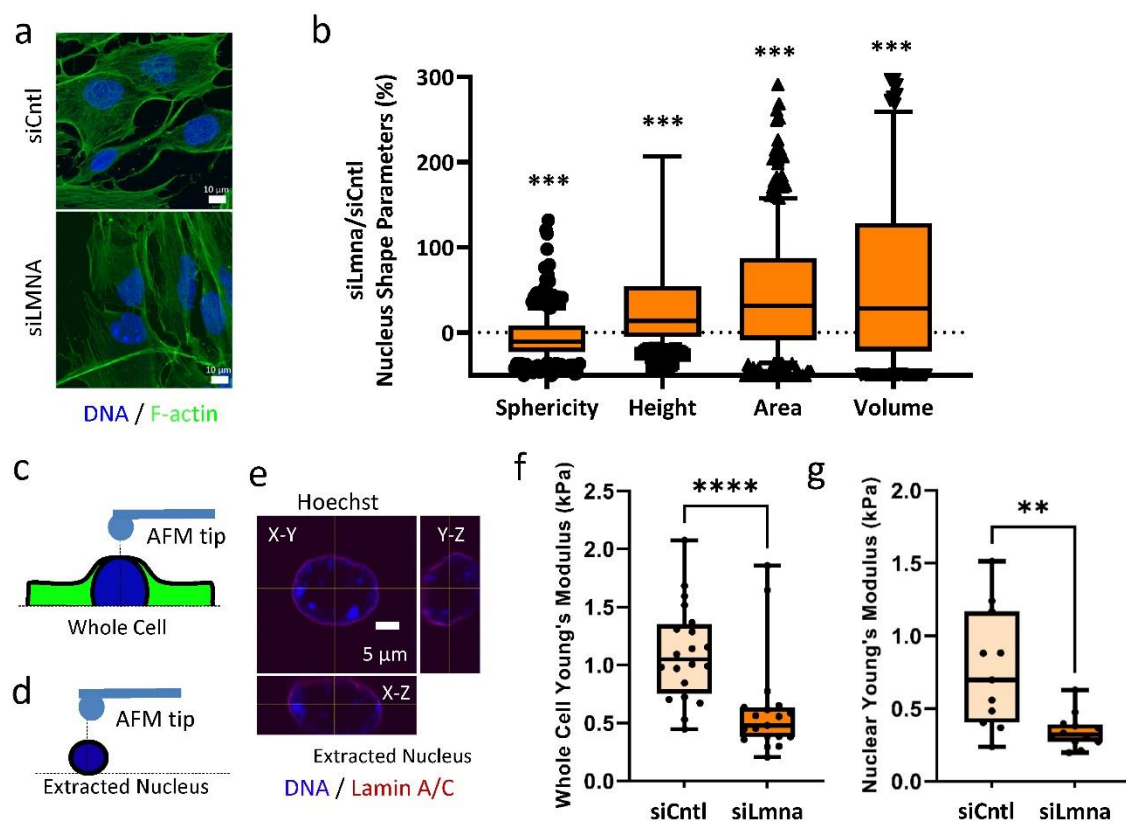 a
siCntl
10 µm
siLMNA
10 µm
DNA / F-actin
b
siLmna/siCntl
Nucleus Shape Parameters (%)
300
200
100
0
***
***
***
***
Sphericity
Height
Area
Volume
c
AFM tip
Whole Cell
d
AFM tip
Extracted Nucleus
e
Hoechst
X-Y
Y-Z
5 µm
X-Z
Extracted Nucleus
DNA / Lamin A/C
f
Whole Cell Young's Modulus (kPa)
2.5
2.0
1.5
1.0
0.5
0.0
****
siCntl
siLmna
g
Nuclear Young's Modulus (kPa)
2.0
1.5
1.0
0.5
0.0
**
siCntl
siLmna